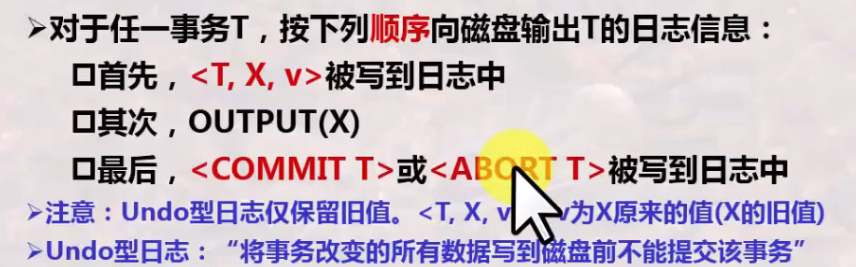 ➢对于任一事务T，按下列顺序向磁盘输出T的日志信息：
□首先，<T, X, v>被写到日志中
□其次，OUTPUT(X)
□最后，<COMMIT T>或<ABORT T>被写到日志中
➢注意：Undo型日志仅保留旧值。<T, X, v为X原来的值(X的旧值)
➢Undo型日志：“将事务改变的所有数据写到磁盘前不能提交该事务”